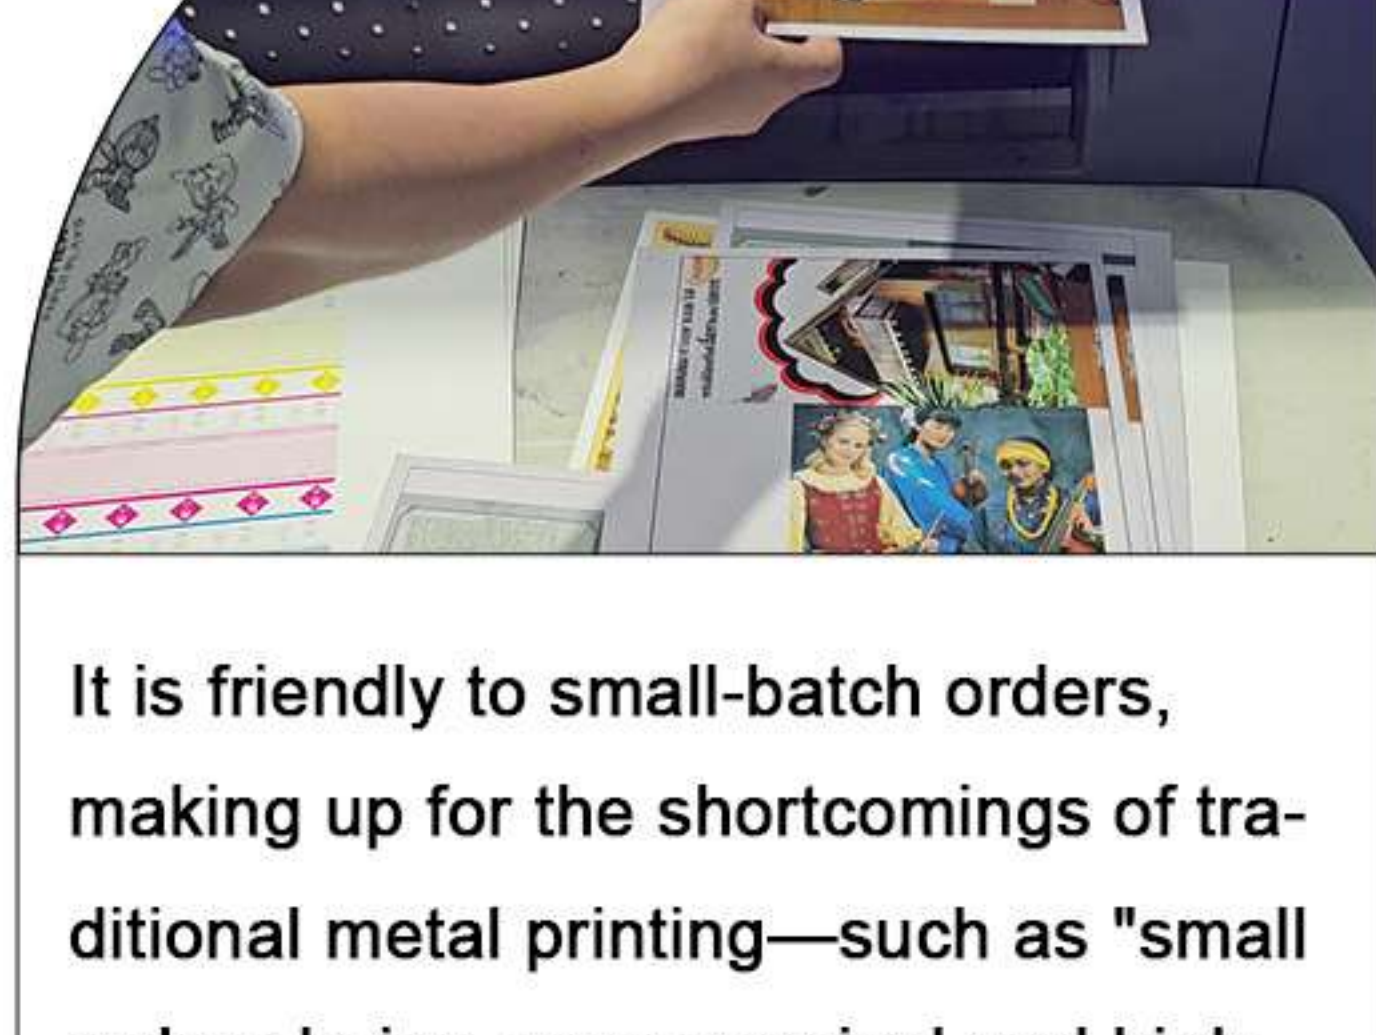 It is friendly to small-batch orders,
making up for the shortcomings of tra-
ditional metal printing—such as "small